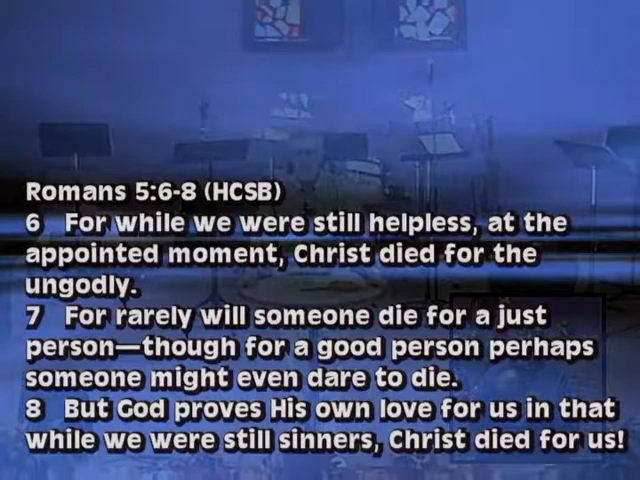 Romans 5:6-8 (HCSB)
6 For while we were still helpless, at the
appointed moment, Christ died for the
ungodly.
7 For rarely will someone die for a just
person—though for a good person perhaps
someone might even dare to die.
8 But God proves His own love for us in that
while we were still sinners, Christ died for us!